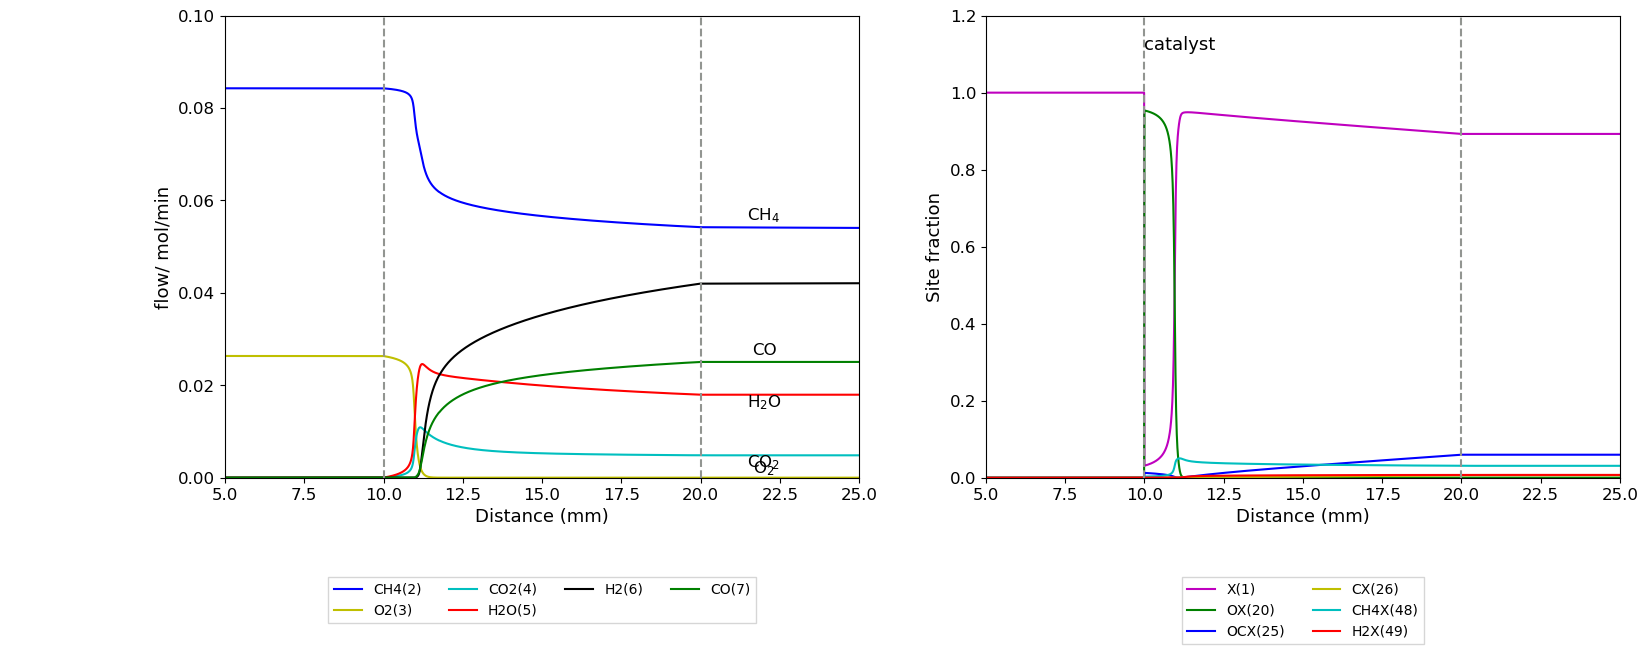 0.10
0.08
0.06
0.04
0.02
0.00
flow/ mol/min
CH4
CO
H2O
CO2
O2
5.0 7.5 10.0 12.5 15.0 17.5 20.0 22.5 25.0
Distance (mm)
CH4(2) CO2(4) H2(6) CO(7)
O2(3) H2O(5)
1.2
1.0
0.8
0.6
0.4
0.2
0.0
Site fraction
catalyst
5.0 7.5 10.0 12.5 15.0 17.5 20.0 22.5 25.0
Distance (mm)
X(1) CX(26)
OX(20) CH4X(48)
OCX(25) H2X(49)